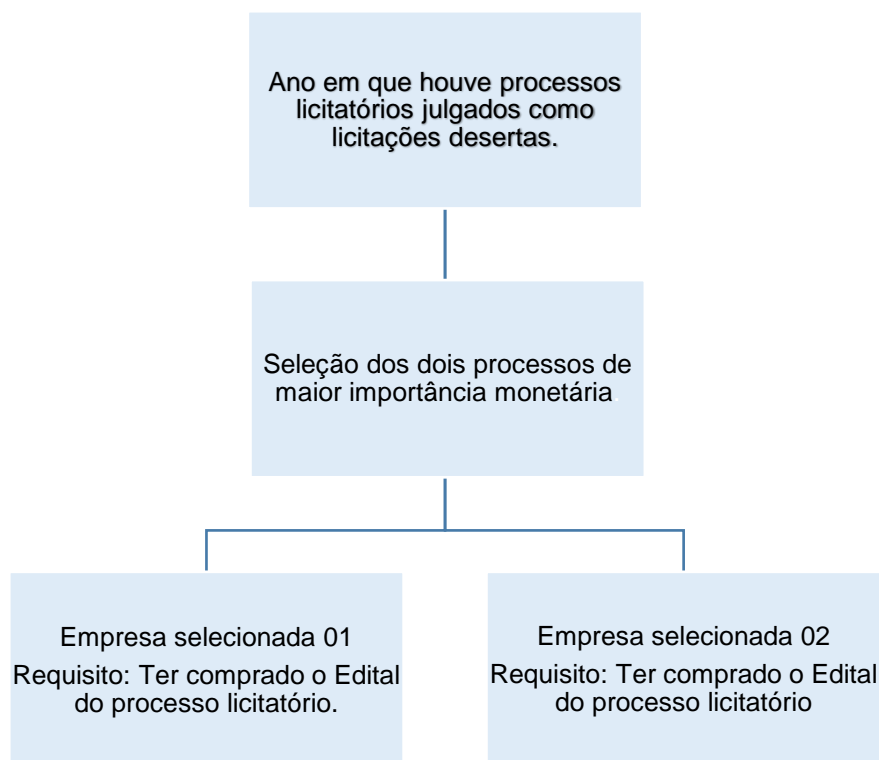 Ano em que houve processos
licitatórios julgados como
licitações desertas.
Seleção dos dois processos de
maior importância monetária.
Empresa selecionada 01
Requisito: Ter comprado o Edital
do processo licitatório.
Empresa selecionada 02
Requisito: Ter comprado o Edital
do processo licitatório